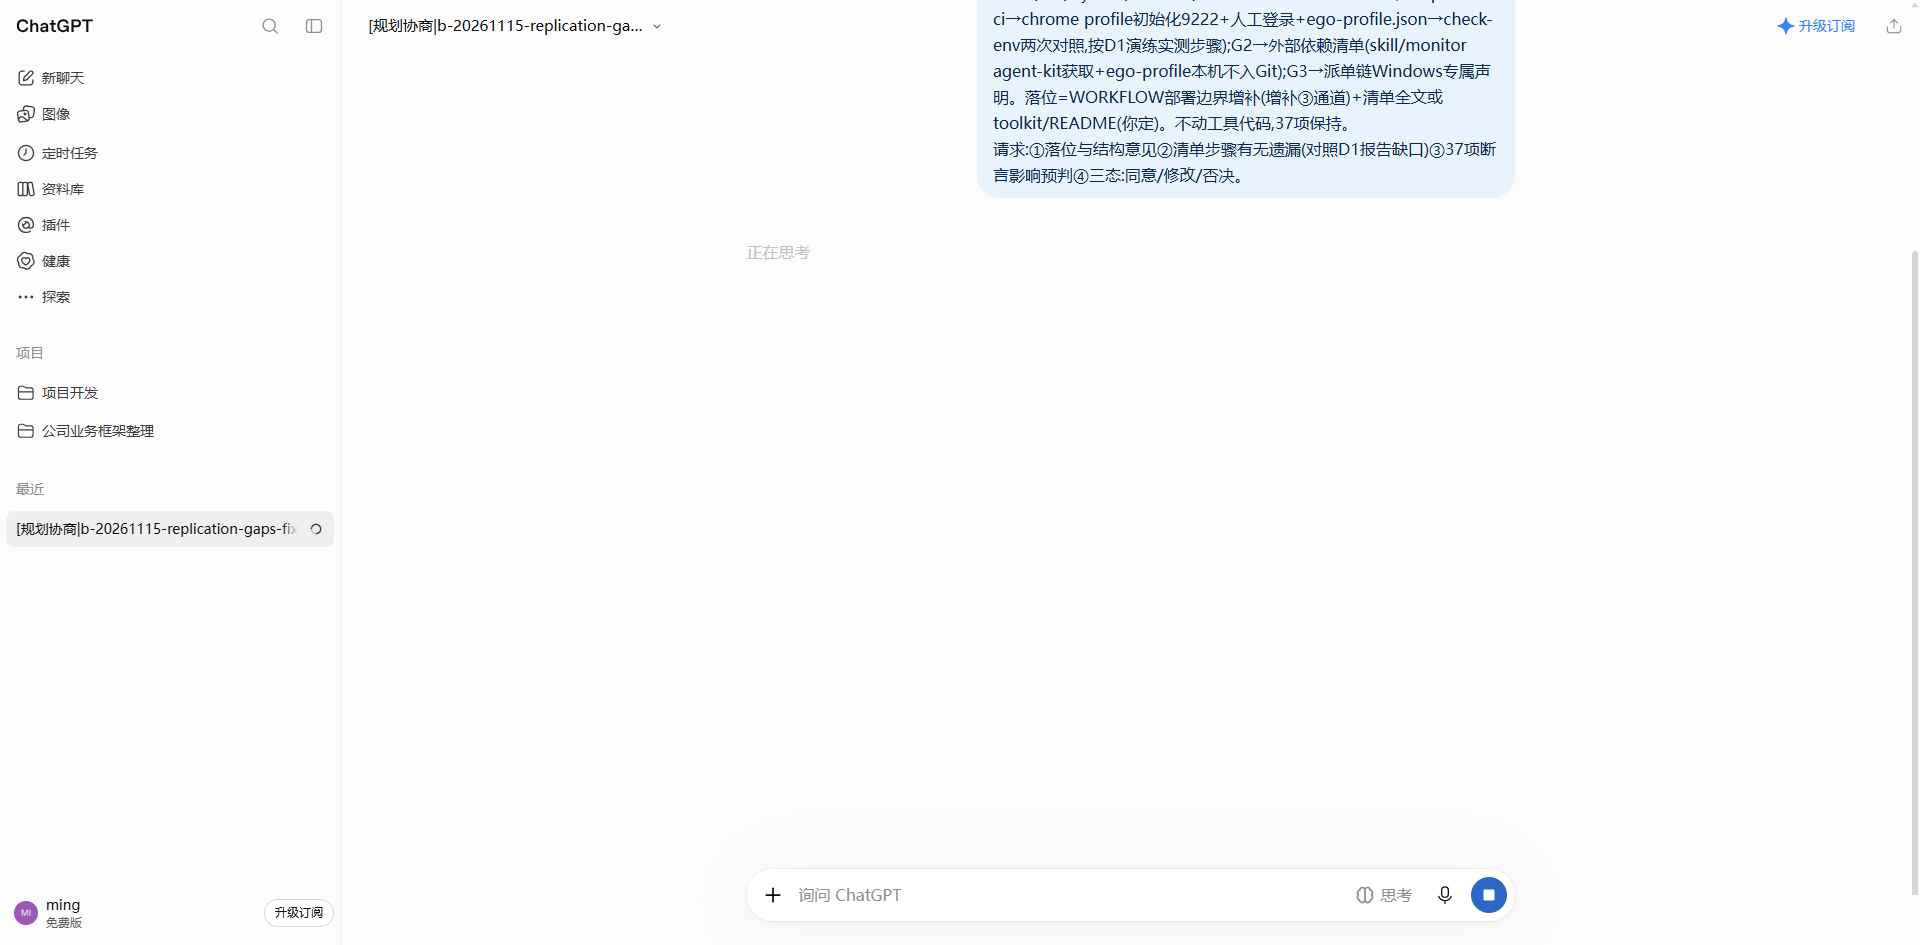 ChatGPT
新聊天
图像
定时任务
资料库
插件
健康
探索
项目
项目开发
公司业务框架整理
最近
[规划协商|b-20261115-replication-gaps-fix
MI
ming
免费版
升级订阅
[规划协商|b-20261115-replication-ga...
升级订阅
ci→chrome profile初始化9222+人工登录+ego-profile.json→check-
env两次对照,按D1演练实测步骤);G2→外部依赖清单(skill/monitor
agent-kit获取+ego-profile本机不入Git);G3→派单链Windows专属声
明。落位=WORKFLOW部署边界增补(增补③通道)+清单全文或
toolkit/README(你定)。不动工具代码,37项保持。
请求:①落位与结构意见②清单步骤有无遗漏(对照D1报告缺口)③37项断
言影响预判④三态:同意/修改/否决。
正在思考
询问 ChatGPT
思考